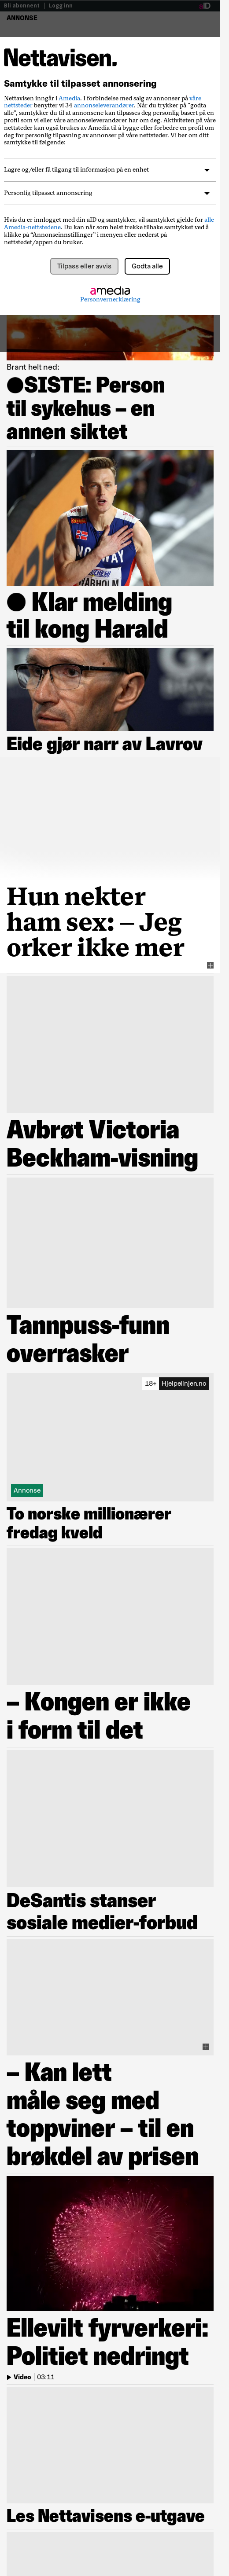 Bli abonnent | Logg inn
ANNONSE
Nettavisen.
Samtykke til tilpasset annonsering
Nettavisen inngår i Amedia. I forbindelse med salg av annonser på våre
nettsteder benyttes vi 34 annonseleverandører. Når du trykker på "godta
alle", samtykker du til at annonsene kan tilpasses deg personlig basert på en
profil som vi eller våre annonseleverandører har om deg. Aktiviteten din på våre
nettsteder kan også brukes av Amedia til å bygge eller forbedre en profil om
deg for personlig tilpasning av annonser på våre nettsteder. Vi ber om ditt
samtykke til følgende:
Lagre og/eller få tilgang til informasjon på en enhet
Personlig tilpasset annonsering
Hvis du er innlogget med din aID og samtykker, vil samtykket gjelde for alle
Amedia-nettstedene. Du kan når som helst trekke tilbake samtykket ved å
klikke på "Annonseinnstillinger" i menyen eller nederst på
nettstedet/appen du bruker.
Tilpass eller avvis
Godta alle
amedia
Personvernerklæring
Brant helt ned:
●SISTE: Person
til sykehus – en
annen siktet
NORWAY
WARHOLM
● Klar melding
til kong Harald
Eide gjør narr av Lavrov
Hun nekter
ham sex: – Jeg
orker ikke mer
Avbrøt Victoria
Beckham-visning
Tannpuss-funn
overrasker
18+ Hjelpelinjen.no
Annonse
To norske millionærer
fredag kveld
– Kongen er ikke
i form til det
DeSantis stanser
sosiale medier-forbud
– Kan lett
måle seg med
toppviner – til en
brøkdel av prisen
Ellevilt fyrverkeri:
Politiet nedringt
Video | 03:11
Les Nettavisens e-utgave